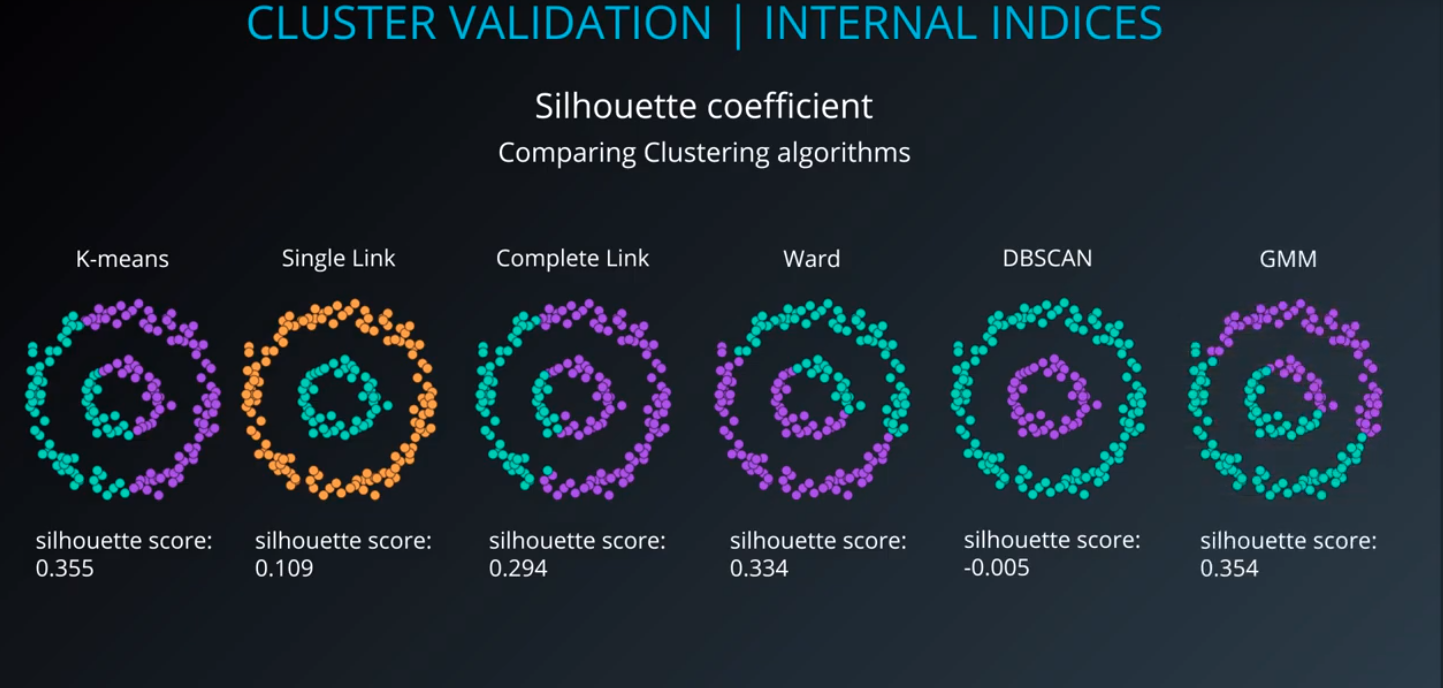 CLUSTER VALIDATION | INTERNAL INDICES
Silhouette coefficient
Comparing Clustering algorithms
K-means
Single Link
Complete Link
Ward
DBSCAN
GMM
silhouette score:
0.355
silhouette score:
0.109
silhouette score:
0.294
silhouette score:
0.334
silhouette score:
-0.005
silhouette score:
0.354